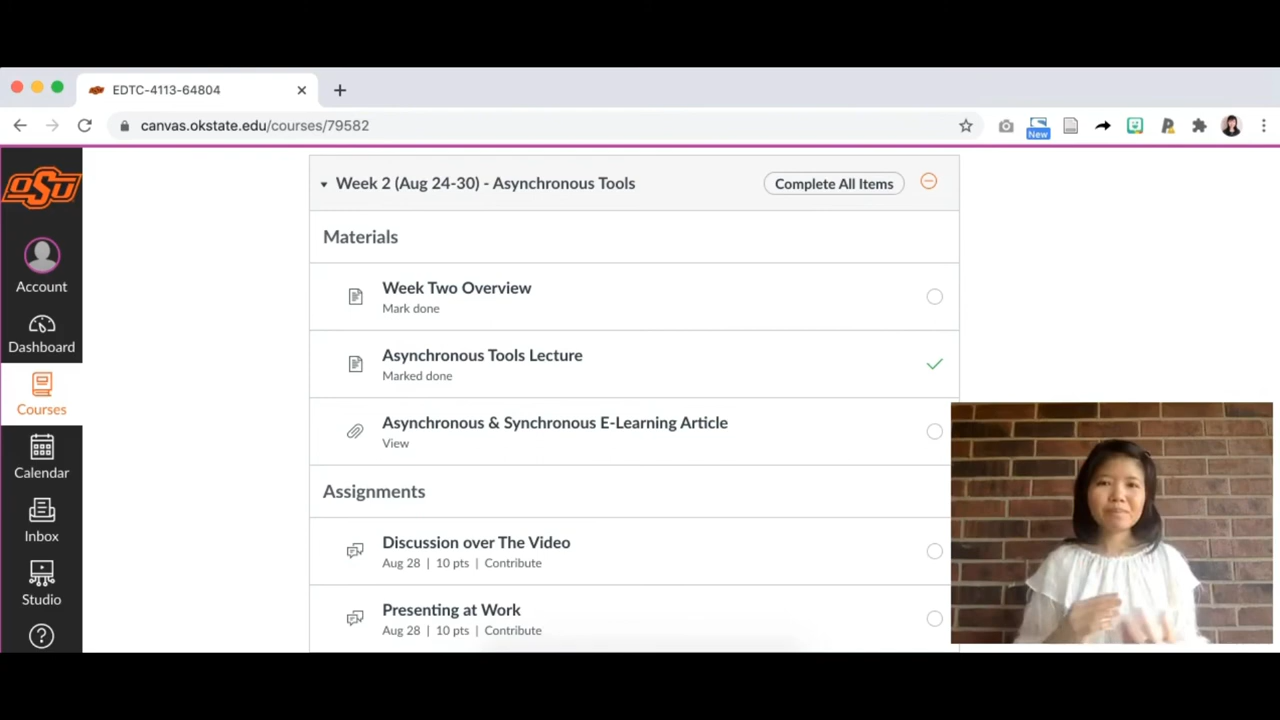 EDTC-4113-64804
canvas.okstate.edu/courses/79582
New
OSU
Account
Dashboard
Courses
Calendar
Inbox
Studio
Week 2 (Aug 24-30) - Asynchronous Tools
Complete All Items
Materials
Week Two Overview
Mark done
Asynchronous Tools Lecture
Marked done
Asynchronous & Synchronous E-Learning Article
View
Assignments
Discussion over The Video
Aug 28 | 10 pts | Contribute
Presenting at Work
Aug 28 | 10 pts | Contribute